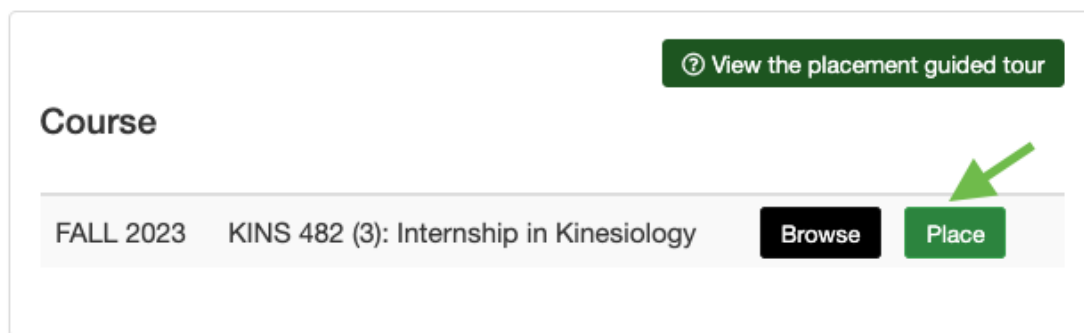 View the placement guided tour
Course
FALL 2023 KINS 482 (3): Internship in Kinesiology Browse Place